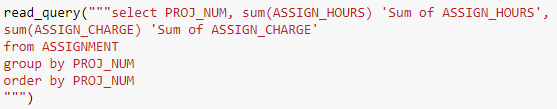 read_query("""select PROJ_NUM, sum(ASSIGN_HOURS) 'Sum of ASSIGN_HOURS',
sum(ASSIGN_CHARGE) 'Sum of ASSIGN_CHARGE'
from ASSIGNMENT
group by PROJ_NUM
order by PROJ_NUM
""")